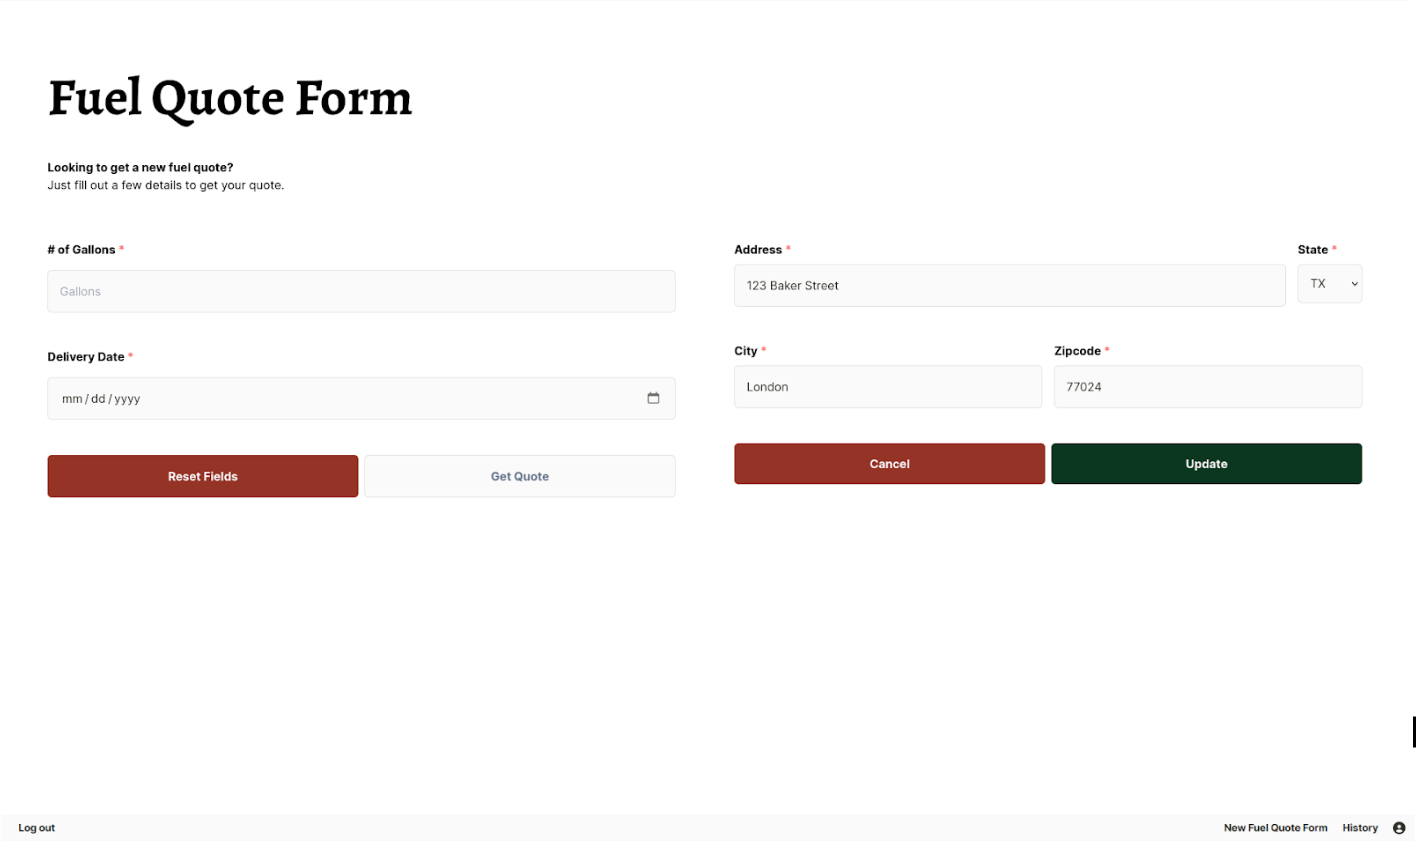 Fuel Quote Form
Looking to get a new fuel quote?
Just fill out a few details to get your quote.
# of Gallons *
Gallons
Delivery Date *
mm / dd / yyyy
Reset Fields
Get Quote
Address *
State *
123 Baker Street
TX
City *
Zipcode *
London
77024
Cancel
Update
Log out
New Fuel Quote Form
History